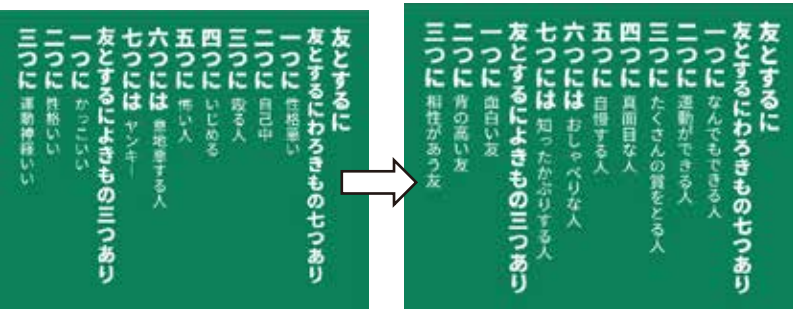 友とするに
友とするにわろきもの七つあり
一つに 性格悪い
二つに 自己中
三つに 殴る人
四つに いじめる
五つに 怖い人
六つには 意地悪する人
七つには ヤンキー
友とするによきもの三つあり
一つに かっこいい
二つに 性格いい
三つに 運動神経いい
友とするに
友とするにわろきもの七つあり
一つに なんでもできる人
二つに 運動ができる人
三つに たくさんの賞をとる人
四つに 真面目な人
五つに 自慢する人
六つには おしゃべりな人
七つには 知ったかぶりする人
友とするによきもの三つあり
一つに 面白い友
二つに 背の高い友
三つに 相性があう友